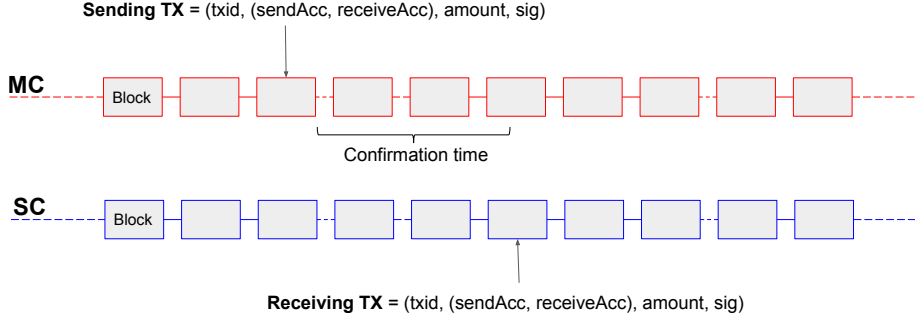 Sending TX = (txid, (sendAcc, receiveAcc), amount, sig)
MC
Block
Confirmation time
SC
Block
Receiving TX = (txid, (sendAcc, receiveAcc), amount, sig)